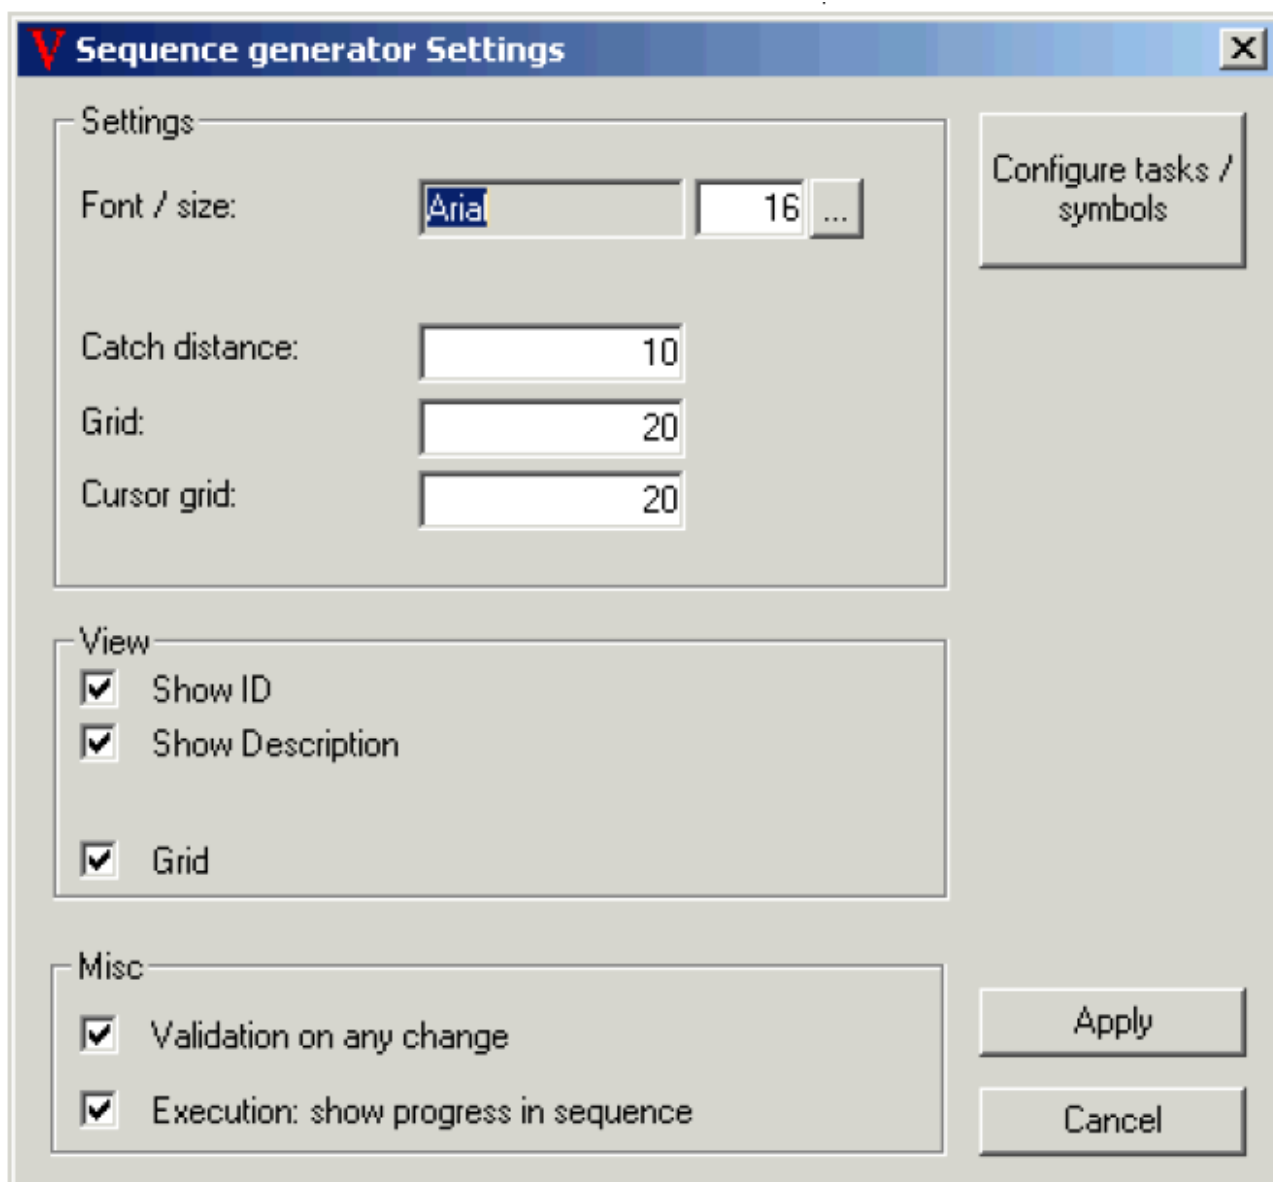 V Sequence generator Settings
Settings
Font / size: Arial 16 ...
Configure tasks /
symbols
Catch distance: 10
Grid: 20
Cursor grid: 20
View
Show ID
Show Description
Grid
Misc
Validation on any change
Execution: show progress in sequence
Apply
Cancel